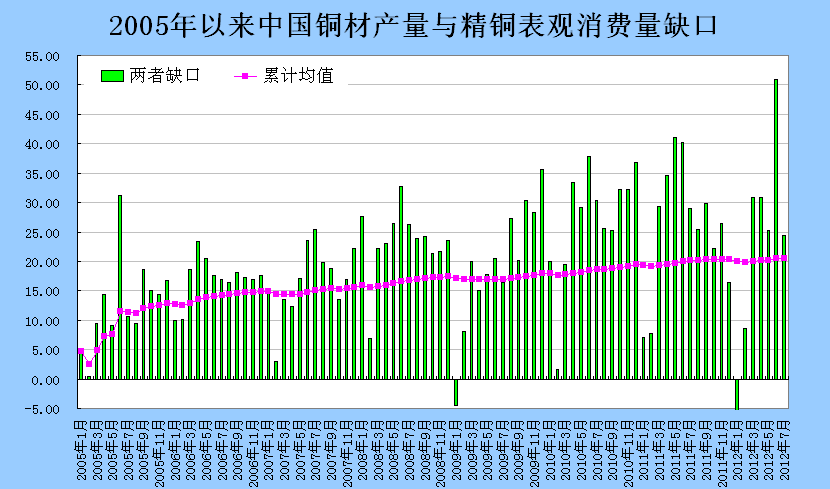 2005年以来中国铜材产量与精铜表观消费量缺口
两者缺口 累计均值
55.00
50.00
45.00
40.00
35.00
30.00
25.00
20.00
15.00
10.00
5.00
0.00
-5.00
2005年1月
2005年3月
2005年5月
2005年7月
2005年9月
2005年11月
2006年1月
2006年3月
2006年5月
2006年7月
2006年9月
2006年11月
2007年1月
2007年3月
2007年5月
2007年7月
2007年9月
2007年11月
2008年1月
2008年3月
2008年5月
2008年7月
2008年9月
2008年11月
2009年1月
2009年3月
2009年5月
2009年7月
2009年9月
2009年11月
2010年1月
2010年3月
2010年5月
2010年7月
2010年9月
2010年11月
2011年1月
2011年3月
2011年5月
2011年7月
2011年9月
2011年11月
2012年1月
2012年3月
2012年5月
2012年7月